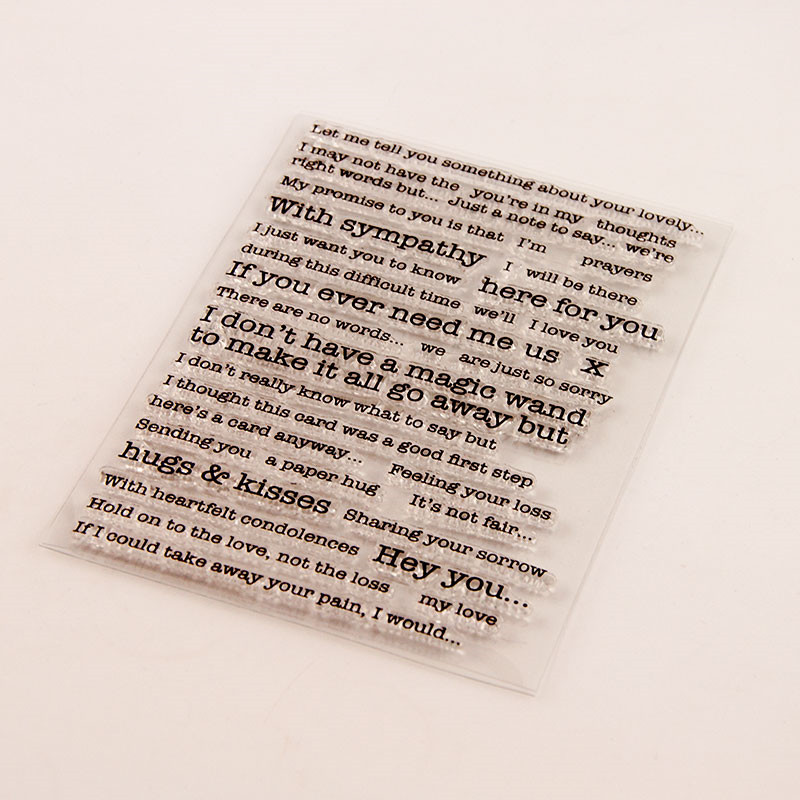 Let me tell you something about your lovely...
I may not have the you're in my thoughts
right words but... Just a note to say... we're
My promise to you is that I'm prayers
With sympathy I will be there
I just want you to know here for you
during this difficult time we'll I love you
If you ever need me us x
There are no words... we are just so sorry
I don't have a magic wand
to make it all go away but
I don't really know what to say but
I thought this card was a good first step
here's a card anyway... Feeling your loss
Sending you a paper hug It's not fair...
hugs & kisses Sharing your sorrow
With heartfelt condolences Hey you...
Hold on to the love, not the loss my love
If I could take away your pain, I would...